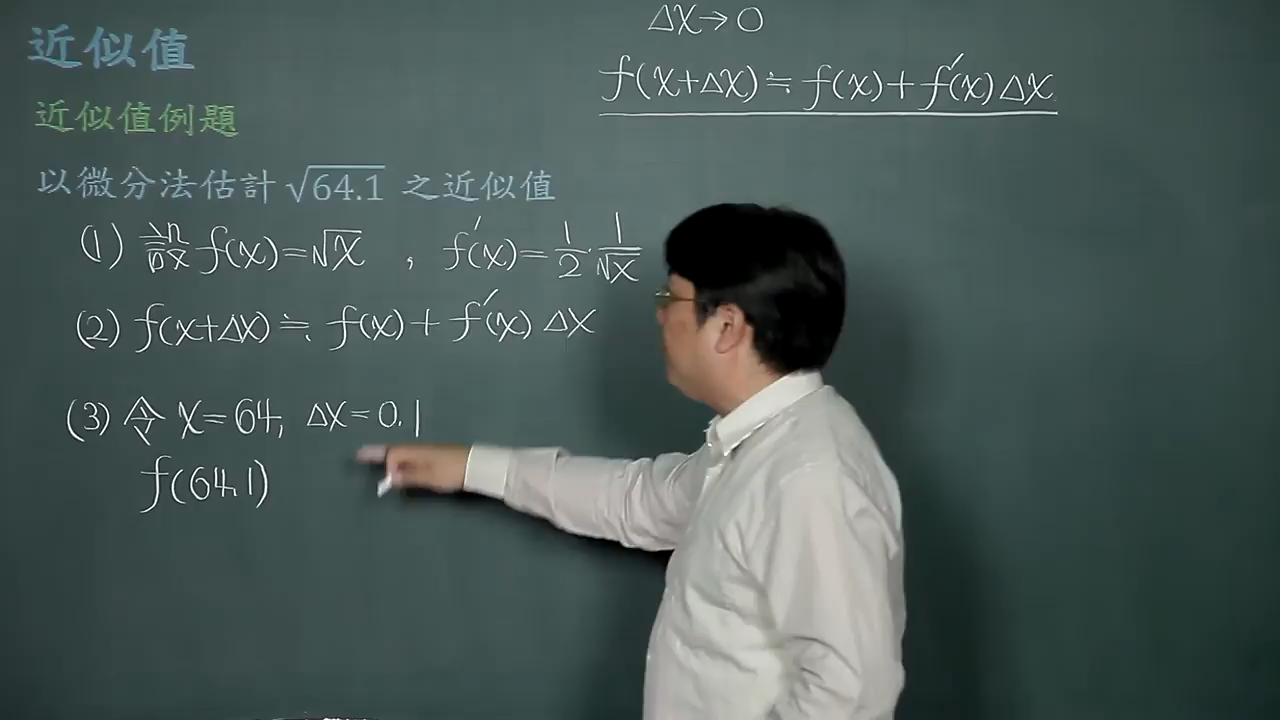 近似值
近似值例題
以微分法估計 √64.1 之近似值
(1) 設 f(x)=√x , f'(x)=1/2·1/√x
(2) f(x+Δx)≒f(x)+f'(x)Δx
(3) 令 x=64, Δx=0.1
f(64.1)
Δx→0
f(x+Δx)≒f(x)+f'(x)Δx